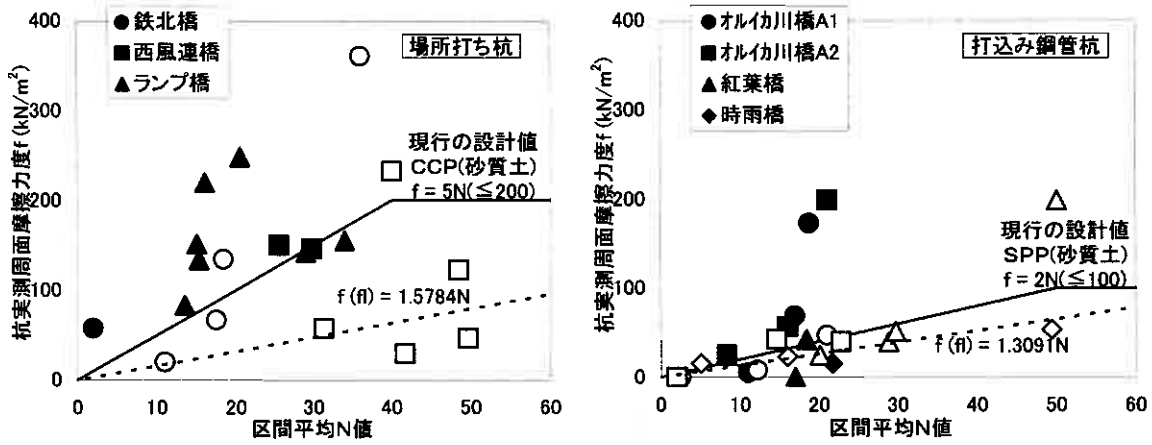 杭実測周面摩擦力度f (kN/m²)
400
300
200
100
0
●鉄北橋
■西風連橋
▲ランプ橋
場所打ち杭
現行の設計値
CCP(砂質土)
f = 5N(≦200)
f (fl) = 1.5784N
0 10 20 30 40 50 60
区間平均N値
杭実測周面摩擦力度f (kN/m²)
400
300
200
100
0
●オルイカ川橋A1
■オルイカ川橋A2
▲紅葉橋
◆時雨橋
打込み鋼管杭
現行の設計値
SPP(砂質土)
f = 2N(≦100)
f (fl) = 1.3091N
0 10 20 30 40 50 60
区間平均N値